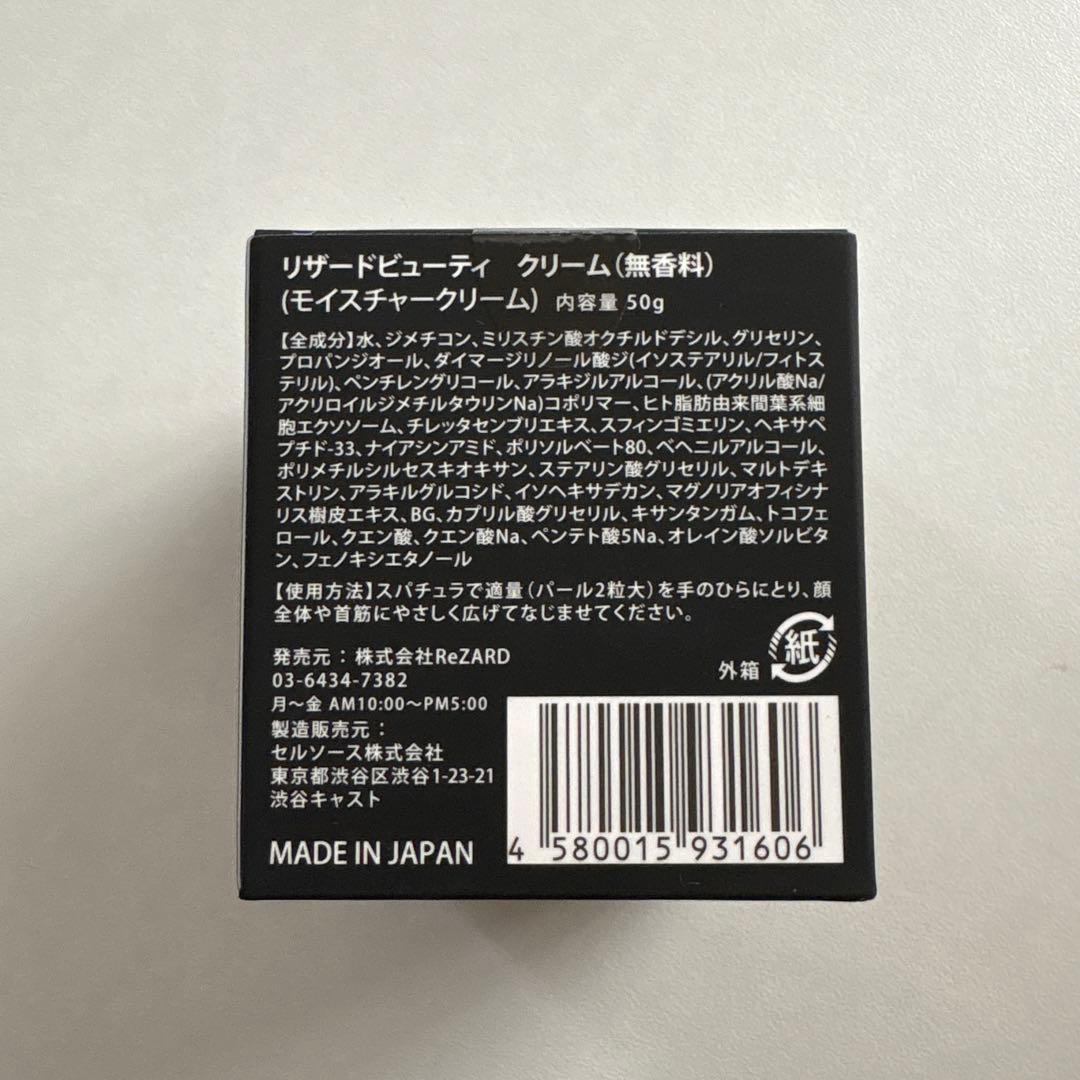 リザードビューティ　クリーム(無香料)
(モイスチャークリーム) 内容量 50g
【全成分】水、ジメチコン、ミリスチン酸オクチルドデシル、グリセリン、
プロパンジオール、ダイマージリノール酸ジ(イソステアリル/フィトス
テリル)、ペンチレングリコール、アラキジルアルコール、(アクリル酸Na/
アクリロイルジメチルタウリンNa)コポリマー、ヒト脂肪由来間葉系細
胞エクソソーム、チレッタセンブリエキス、スフィンゴミエリン、ヘキサペ
プチド-33、ナイアシンアミド、ポリソルベート80、ベヘニルアルコール、
ポリメチルシルセスキオキサン、ステアリン酸グリセリル、マルトデキ
ストリン、アラキルグルコシド、イソヘキサデカン、マグノリアオフィシナ
リス樹皮エキス、BG、カプリル酸グリセリル、キサンタンガム、トコフェ
ロール、クエン酸、クエン酸Na、ペンテト酸5Na、オレイン酸ソルビタ
ン、フェノキシエタノール
【使用方法】スパチュラで適量(パール2粒大)を手のひらにとり、顔
全体や首筋にやさしく広げてなじませてください。
発売元：株式会社ReZARD
03-6434-7382
月〜金 AM10:00〜PM5:00
製造販売元：
セルソース株式会社
東京都渋谷区渋谷1-23-21
渋谷キャスト
MADE IN JAPAN
外箱 紙
4 580015 931606